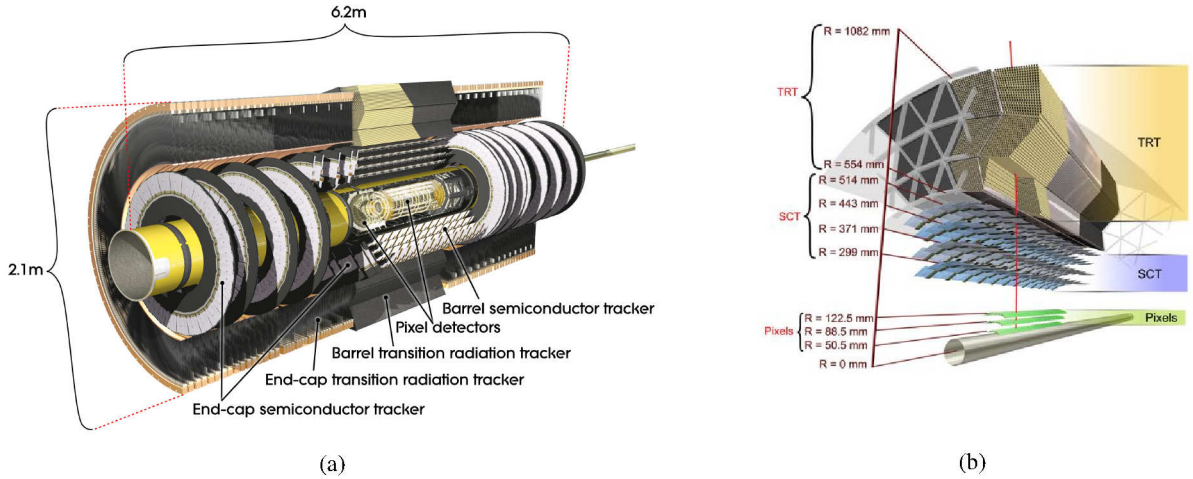 6.2m
2.1m
Barrel semiconductor tracker
Pixel detectors
Barrel transition radiation tracker
End-cap transition radiation tracker
End-cap semiconductor tracker
(a)
R = 1082 mm
TRT
TRT
R = 554 mm
R = 514 mm
R = 443 mm
SCT
R = 371 mm
R = 299 mm
SCT
R = 122.5 mm
Pixels
Pixels
R = 88.5 mm
R = 50.5 mm
R = 0 mm
(b)